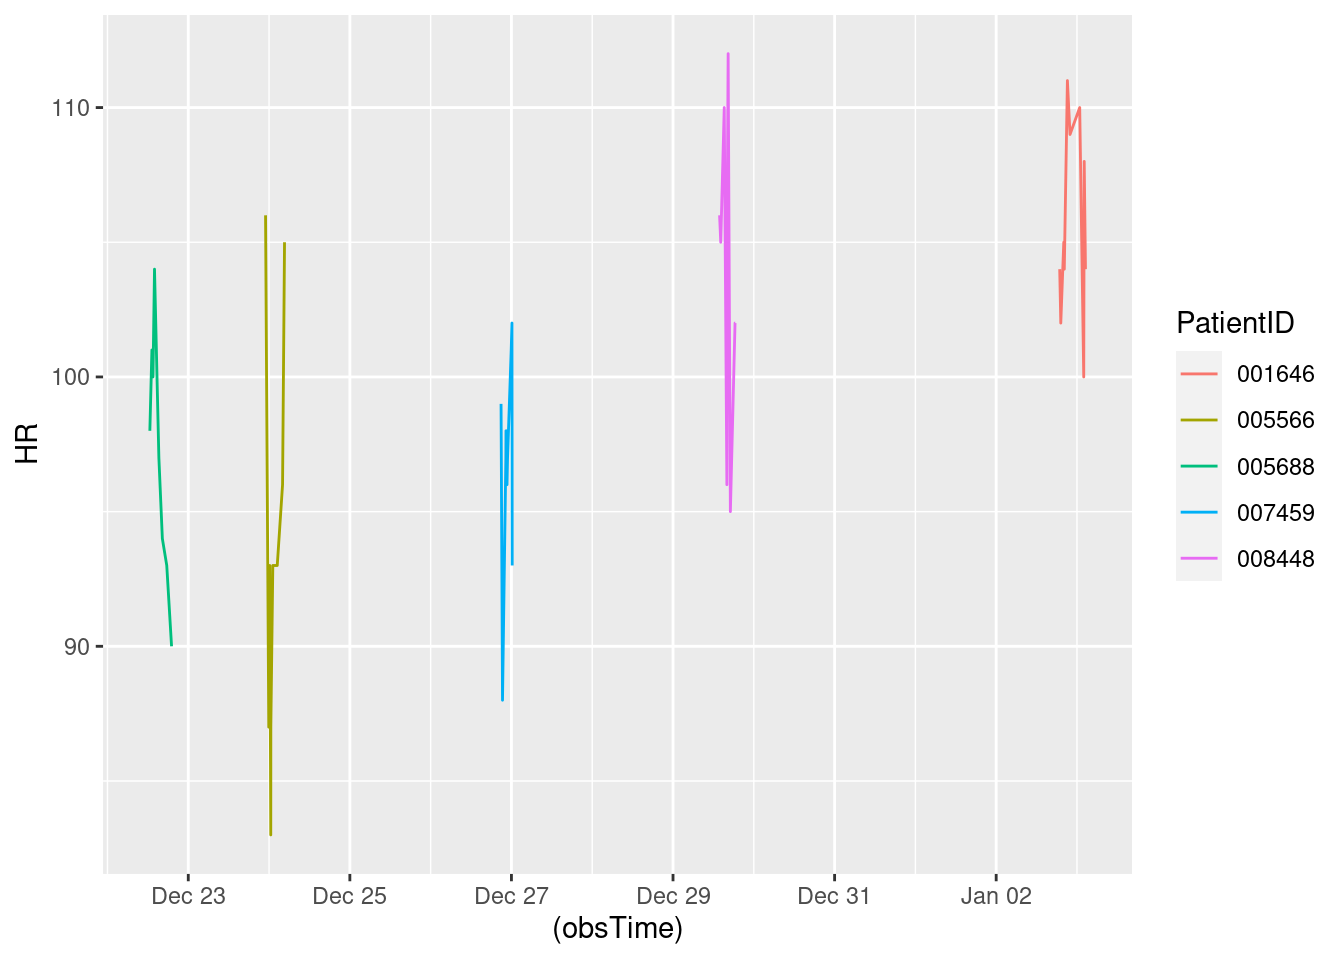 110
100
90
HR
Dec 23
Dec 25
Dec 27
Dec 29
Dec 31
Jan 02
(obsTime)
PatientID
001646
005566
005688
007459
008448